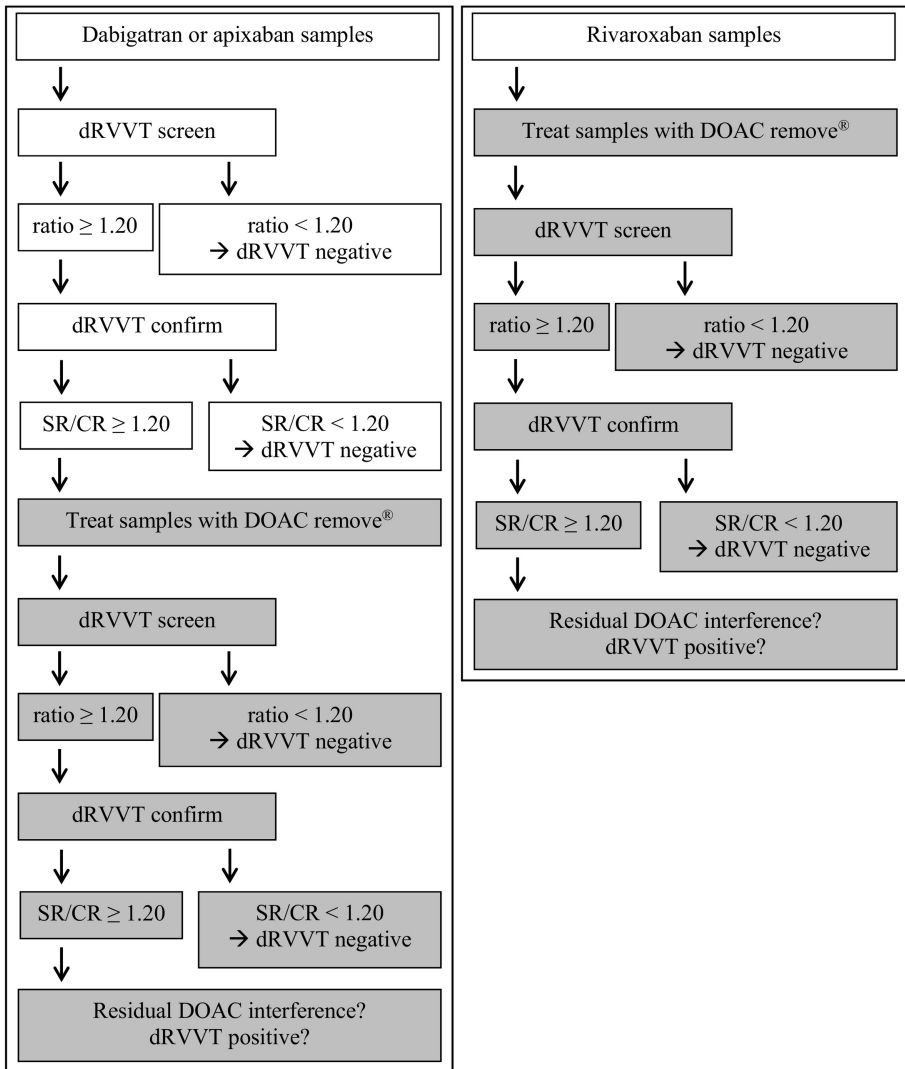 Dabigatran or apixaban samples
dRVVT screen
ratio ≥ 1.20
ratio < 1.20
→ dRVVT negative
dRVVT confirm
SR/CR ≥ 1.20
SR/CR < 1.20
→ dRVVT negative
Treat samples with DOAC remove®
dRVVT screen
ratio ≥ 1.20
ratio < 1.20
→ dRVVT negative
dRVVT confirm
SR/CR ≥ 1.20
SR/CR < 1.20
→ dRVVT negative
Residual DOAC interference?
dRVVT positive?
Rivaroxaban samples
Treat samples with DOAC remove®
dRVVT screen
ratio ≥ 1.20
ratio < 1.20
→ dRVVT negative
dRVVT confirm
SR/CR ≥ 1.20
SR/CR < 1.20
→ dRVVT negative
Residual DOAC interference?
dRVVT positive?